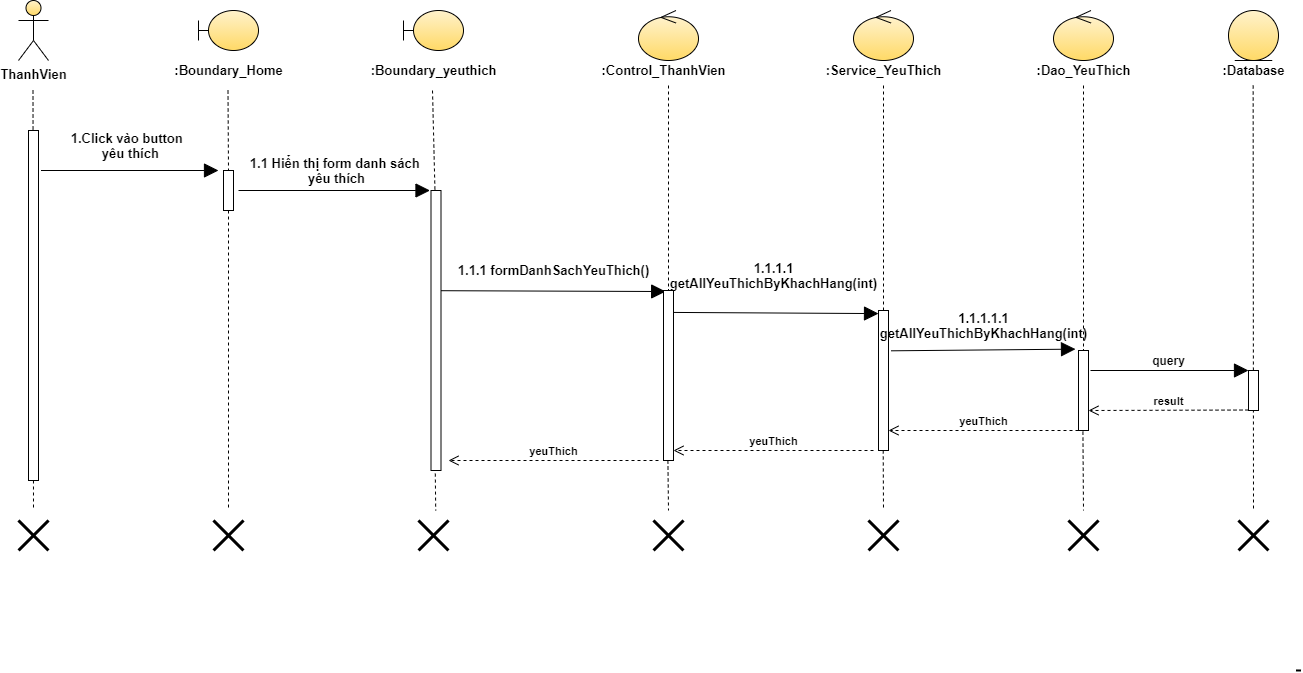 ThanhVien
:Boundary_Home
:Boundary_yeuthich
:Control_ThanhVien
:Service_YeuThich
:Dao_YeuThich
:Database
1.Click vào button
yêu thích
1.1 Hiển thị form danh sách
yêu thích
1.1.1 formDanhSachYeuThich()
1.1.1.1
getAllYeuThichByKhachHang(int)
1.1.1.1.1
getAllYeuThichByKhachHang(int)
query
result
yeuThich
yeuThich
yeuThich